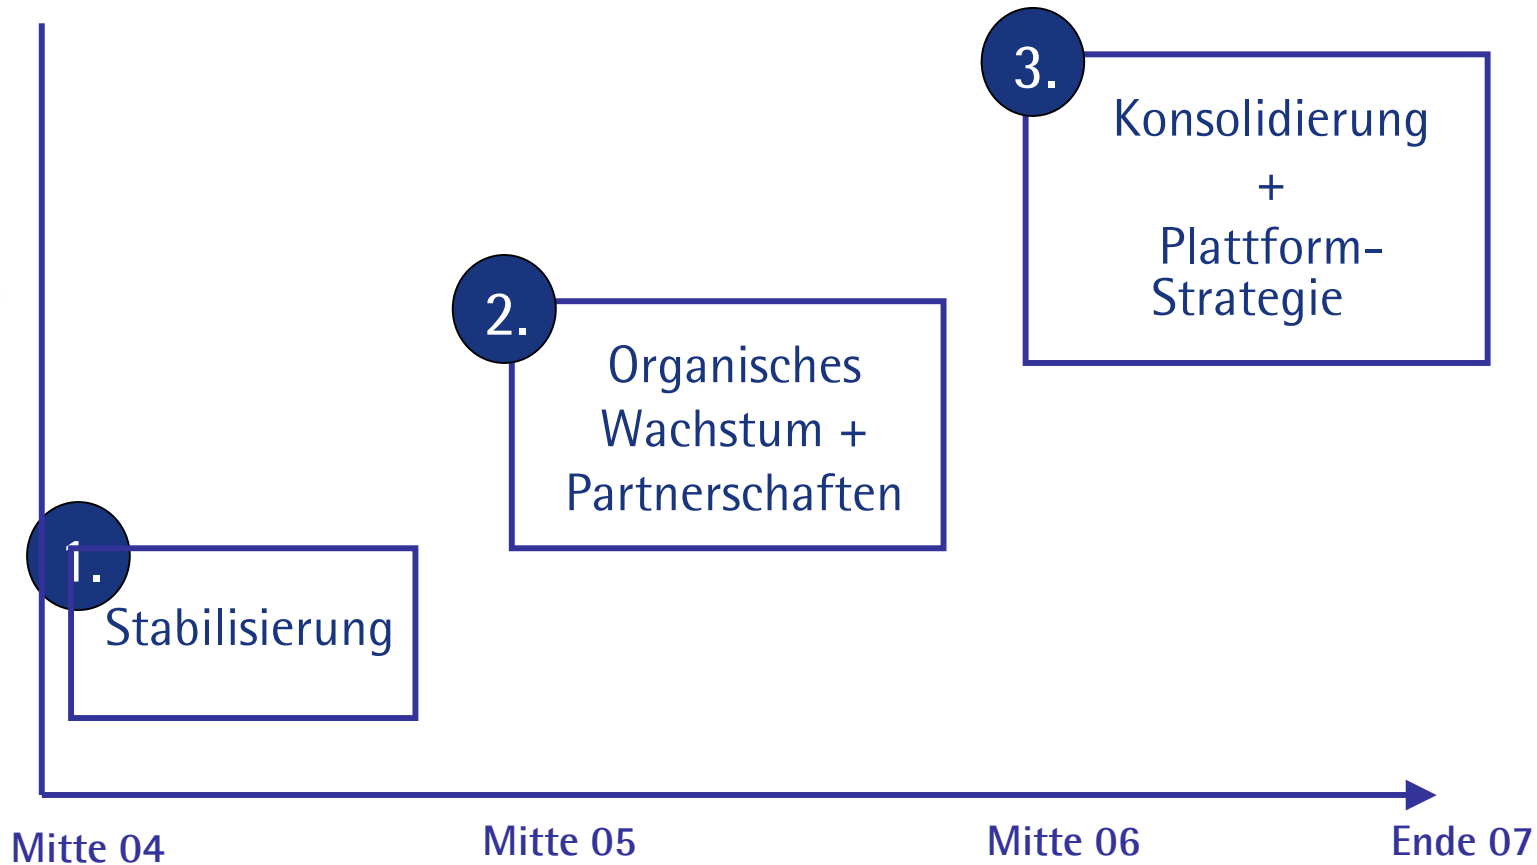 3.
Konsolidierung
+
Plattform-
Strategie
2.
Organisches
Wachstum +
Partnerschaften
1.
Stabilisierung
Mitte 04
Mitte 05
Mitte 06
Ende 07